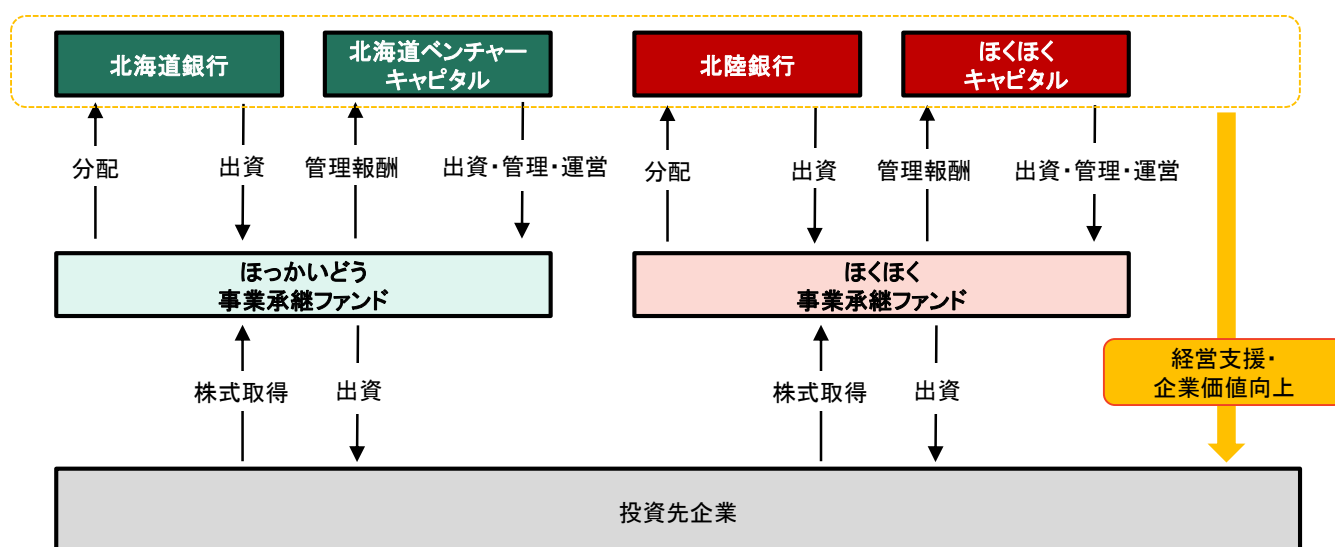 北海道銀行
北海道ベンチャー
キャピタル
北陸銀行
ほくほく
キャピタル
分配
出資
管理報酬
出資・管理・運営
分配
出資
管理報酬
出資・管理・運営
ほっかいどう
事業承継ファンド
ほくほく
事業承継ファンド
株式取得
出資
株式取得
出資
経営支援・
企業価値向上
投資先企業